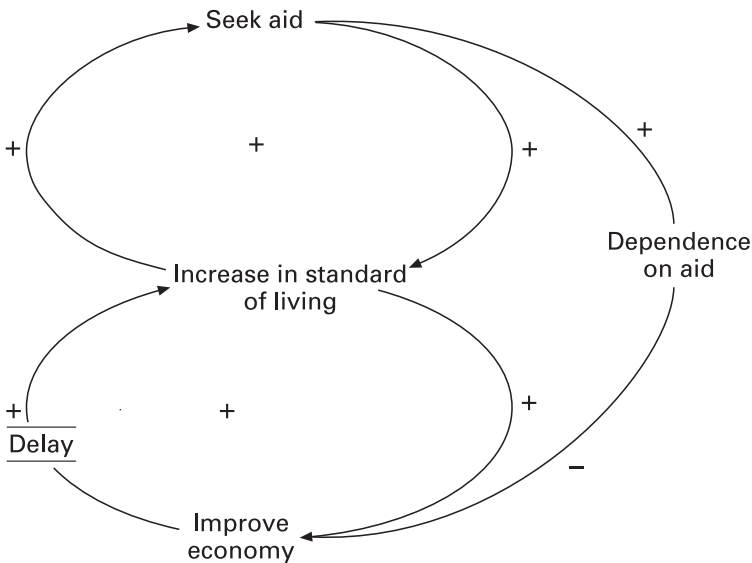 Seek aid
+
+
+
+
Dependence
on aid
Increase in standard
of living
+
+
+
Delay
–
Improve
economy